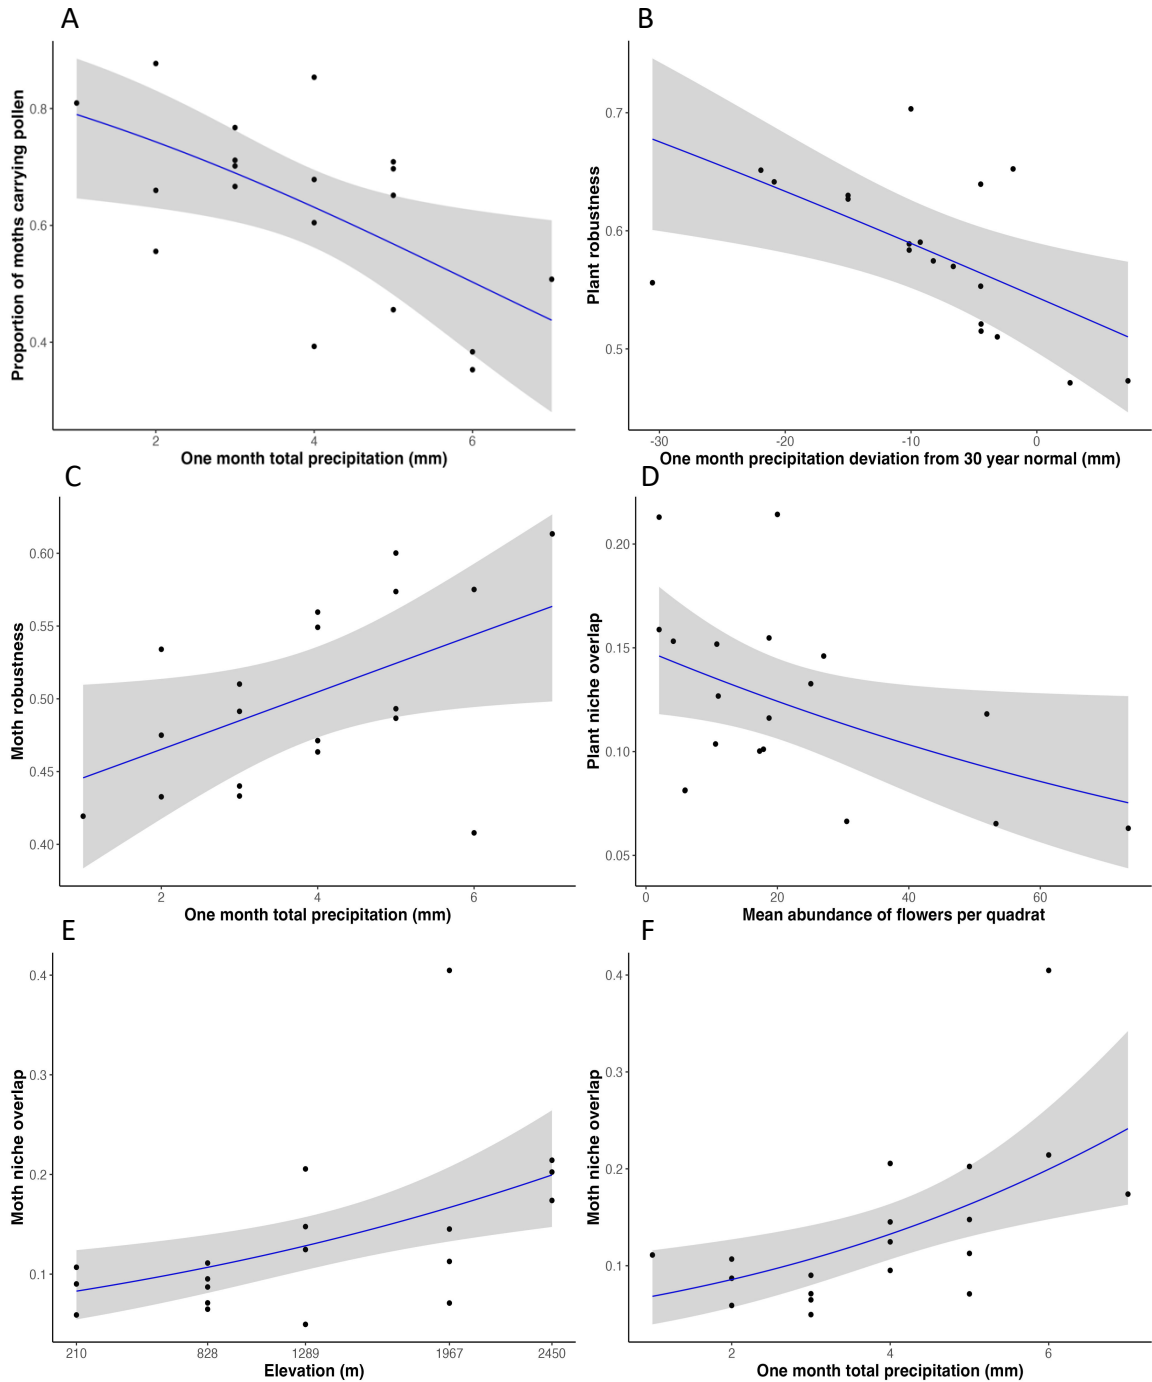 A
Proportion of moths carrying pollen
0.8
0.6
0.4
2 4 6
One month total precipitation (mm)
B
Plant robustness
0.7
0.6
0.5
-30 -20 -10 0
One month precipitation deviation from 30 year normal (mm)
C
Moth robustness
0.60
0.55
0.50
0.45
0.40
2 4 6
One month total precipitation (mm)
D
Plant niche overlap
0.20
0.15
0.10
0.05
0 20 40 60
Mean abundance of flowers per quadrat
E
Moth niche overlap
0.4
0.3
0.2
0.1
210 828 1289 1967 2450
Elevation (m)
F
Moth niche overlap
0.4
0.3
0.2
0.1
2 4 6
One month total precipitation (mm)